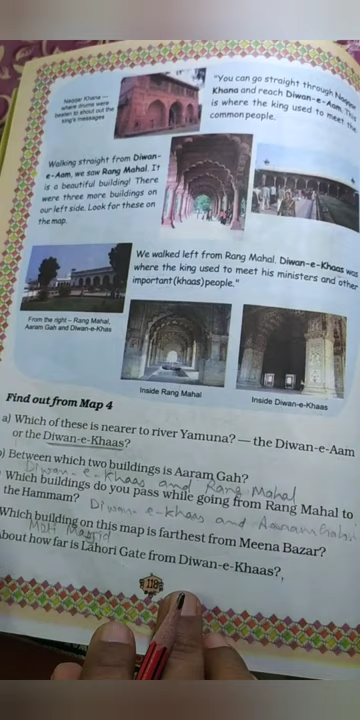 Naqqar Khana —
where drums were
beaten to shout out the
king's messages
"You can go straight through Naqqar
Khana and reach Diwan-e-Aam. This
is where the king used to meet the
common people.
Walking straight from Diwan-
e-Aam, we saw Rang Mahal. It
is a beautiful building! There
were three more buildings on
our left side. Look for these on
the map.
We walked left from Rang Mahal. Diwan-e-Khaas was
where the king used to meet his ministers and other
important (khaas) people."
From the right – Rang Mahal,
Aaram Gah and Diwan-e-Khas
Inside Rang Mahal
Inside Diwan-e-Khaas
Find out from Map 4
a) Which of these is nearer to river Yamuna? — the Diwan-e-Aam
or the Diwan-e-Khaas?
b) Between which two buildings is Aaram Gah?
Diwan-e-Khaas and Rang Mahal
Which buildings do you pass while going from Rang Mahal to
the Hammam? Diwan-e-khaas and Aaram Gah
Which building on this map is farthest from Meena Bazar?
Moti Masjid
About how far is Lahori Gate from Diwan-e-Khaas?
118